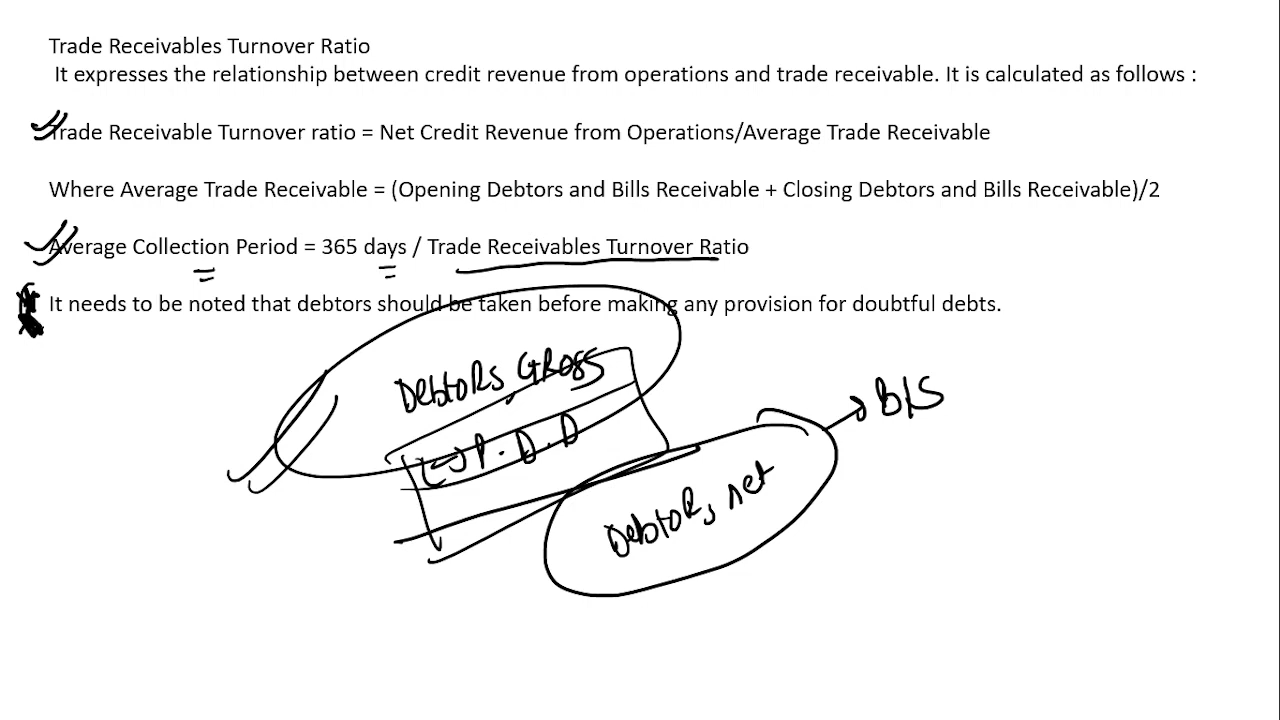 Trade Receivables Turnover Ratio
It expresses the relationship between credit revenue from operations and trade receivable. It is calculated as follows :
Trade Receivable Turnover ratio = Net Credit Revenue from Operations/Average Trade Receivable
Where Average Trade Receivable = (Opening Debtors and Bills Receivable + Closing Debtors and Bills Receivable)/2
Average Collection Period = 365 days / Trade Receivables Turnover Ratio
It needs to be noted that debtors should be taken before making any provision for doubtful debts.
Debtors, Gross
(-) P.D.D
Debtors, net
B/S